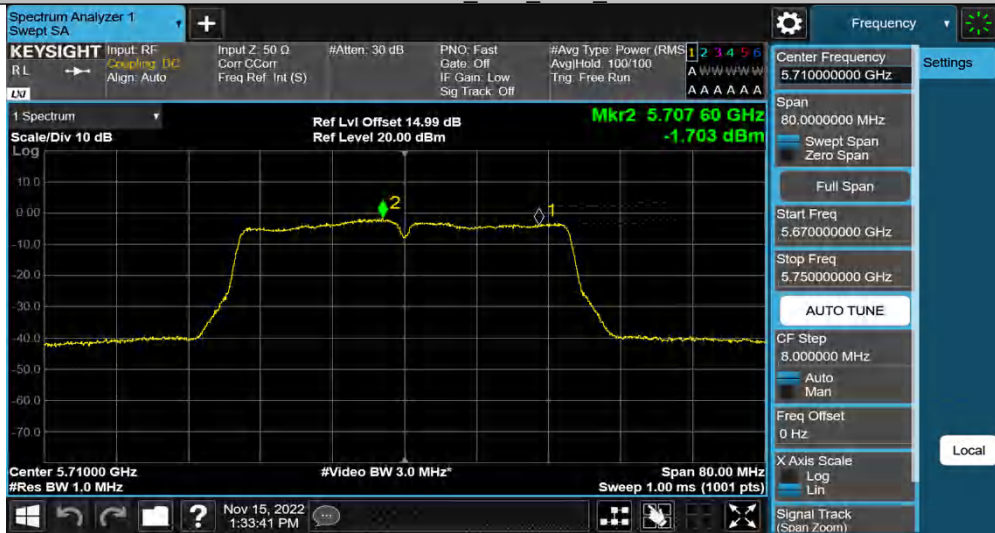 Spectrum Analyzer 1
Swept SA
+
Frequency
KEYSIGHT
RL
LXI
Input: RF
Coupling: DC
Align: Auto
Input Z: 50 Ω
Corr CCorr
Freq Ref: Int (S)
#Atten: 30 dB
PNO: Fast
Gate: Off
IF Gain: Low
Sig Track: Off
#Avg Type: Power (RMS
Avg|Hold: 100/100
Trig: Free Run
1 2 3 4 5 6
A W W W W W
A A A A A A
1 Spectrum
Scale/Div 10 dB
Log
Ref Lvl Offset 14.99 dB
Ref Level 20.00 dBm
Mkr2 5.707 60 GHz
-1.703 dBm
10.0
0.00
-10.0
-20.0
-30.0
-40.0
-50.0
-60.0
-70.0
2
1
Center 5.71000 GHz
#Res BW 1.0 MHz
#Video BW 3.0 MHz*
Span 80.00 MHz
Sweep 1.00 ms (1001 pts)
Center Frequency
5.710000000 GHz
Span
80.0000000 MHz
Swept Span
Zero Span
Full Span
Start Freq
5.670000000 GHz
Stop Freq
5.750000000 GHz
AUTO TUNE
CF Step
8.000000 MHz
Auto
Man
Freq Offset
0 Hz
X Axis Scale
Log
Lin
Signal Track
(Span Zoom)
Settings
Local
?
Nov 15, 2022
1:33:41 PM